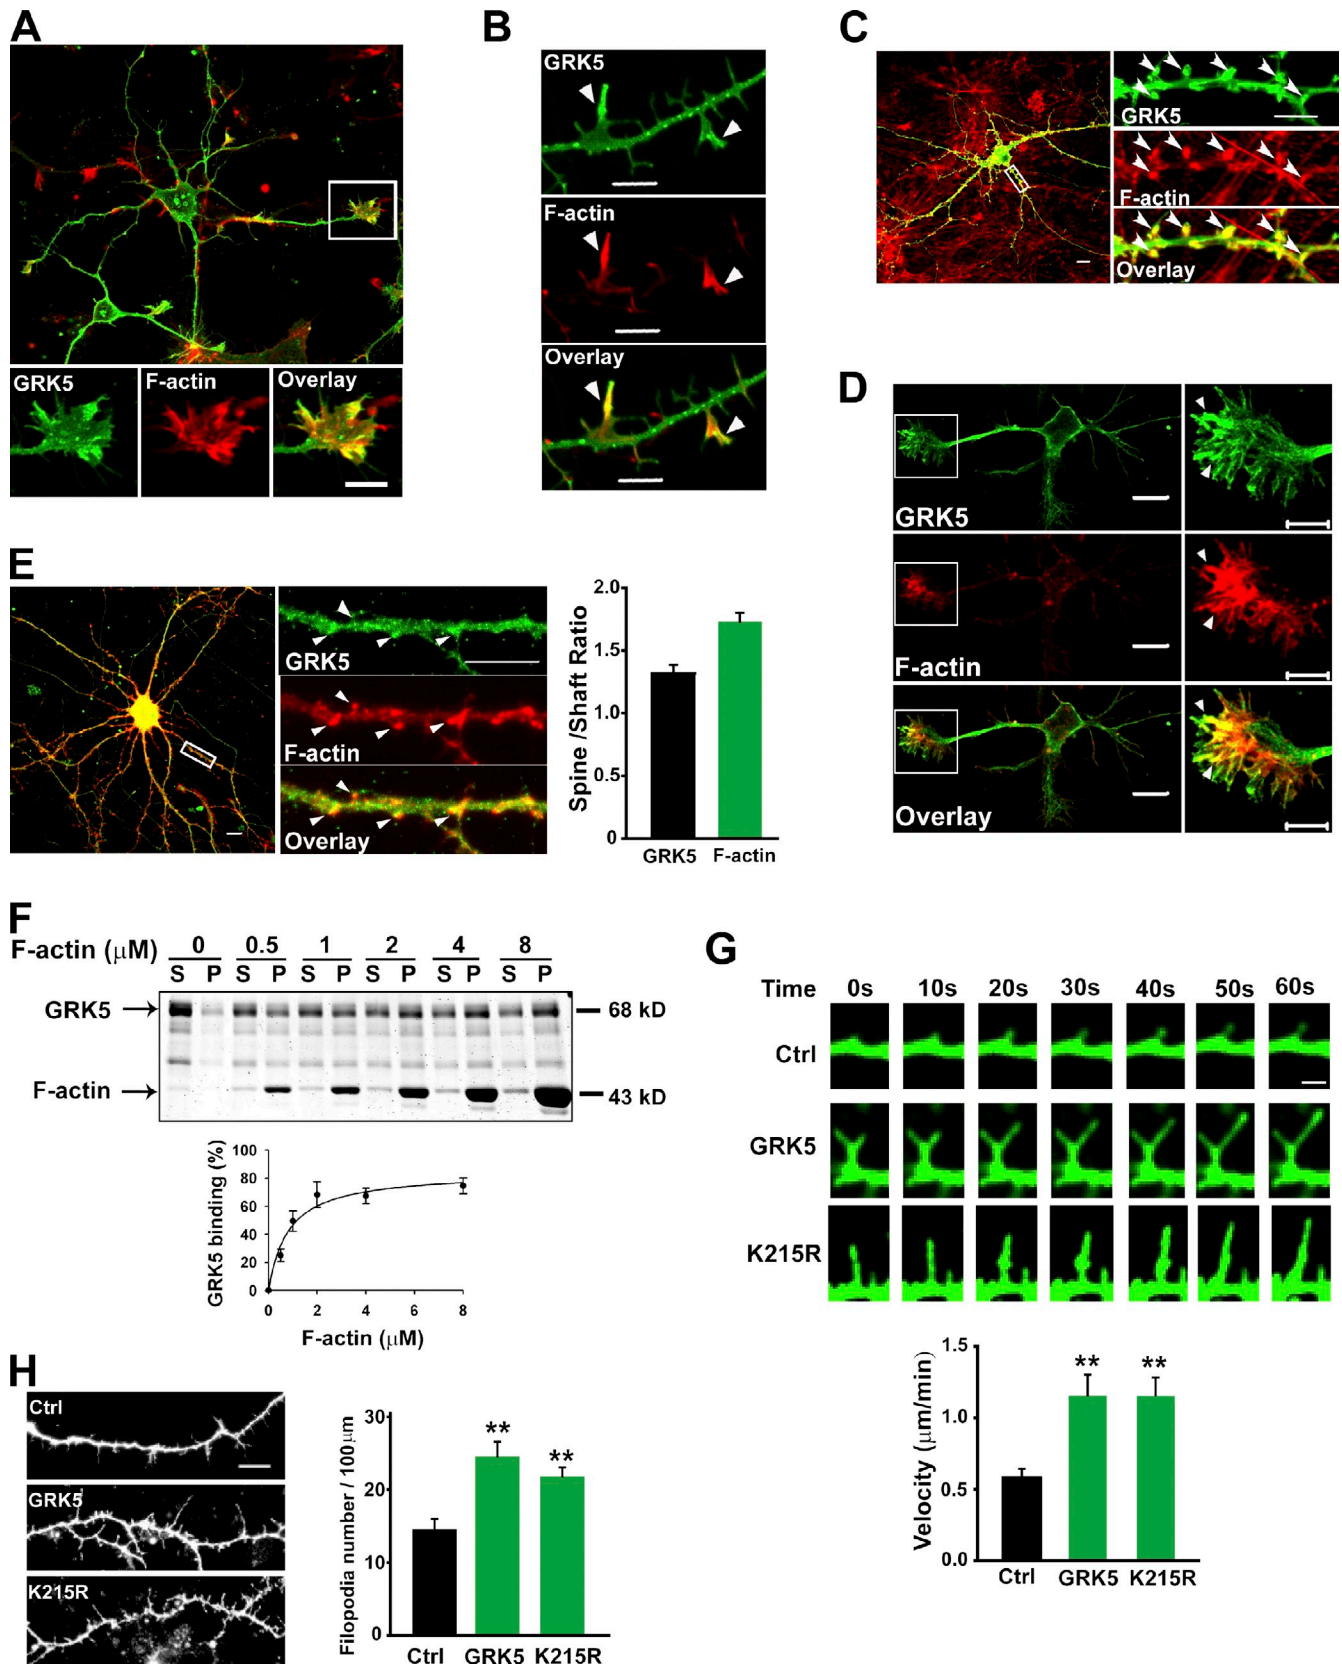 A
GRK5
F-actin
Overlay
B
GRK5
F-actin
Overlay
C
GRK5
F-actin
Overlay
D
GRK5
F-actin
Overlay
E
GRK5
F-actin
Overlay
Spine /Shaft Ratio
2.0
1.5
1.0
0.5
0
GRK5 F-actin
F
F-actin (μM) 0 0.5 1 2 4 8
S P S P S P S P S P S P
GRK5 68 kD
F-actin 43 kD
GRK5 binding (%)
100
80
60
40
20
0
0 2 4 6 8
F-actin (μM)
G
Time 0s 10s 20s 30s 40s 50s 60s
Ctrl
GRK5
K215R
Velocity (μm/min)
1.5
1.0
0.5
0.0
** **
Ctrl GRK5 K215R
H
Ctrl
GRK5
K215R
Filopodia number / 100μm
30
20
10
0
** **
Ctrl GRK5 K215R